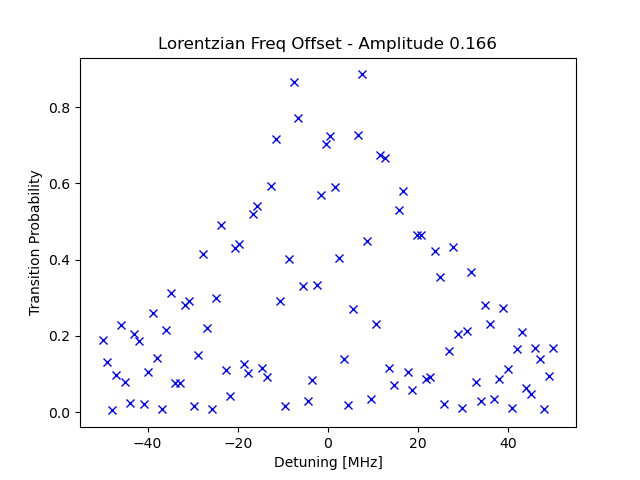 Lorentzian Freq Offset - Amplitude 0.166
Transition Probability
0.8
0.6
0.4
0.2
0.0
−40 −20 0 20 40
Detuning [MHz]